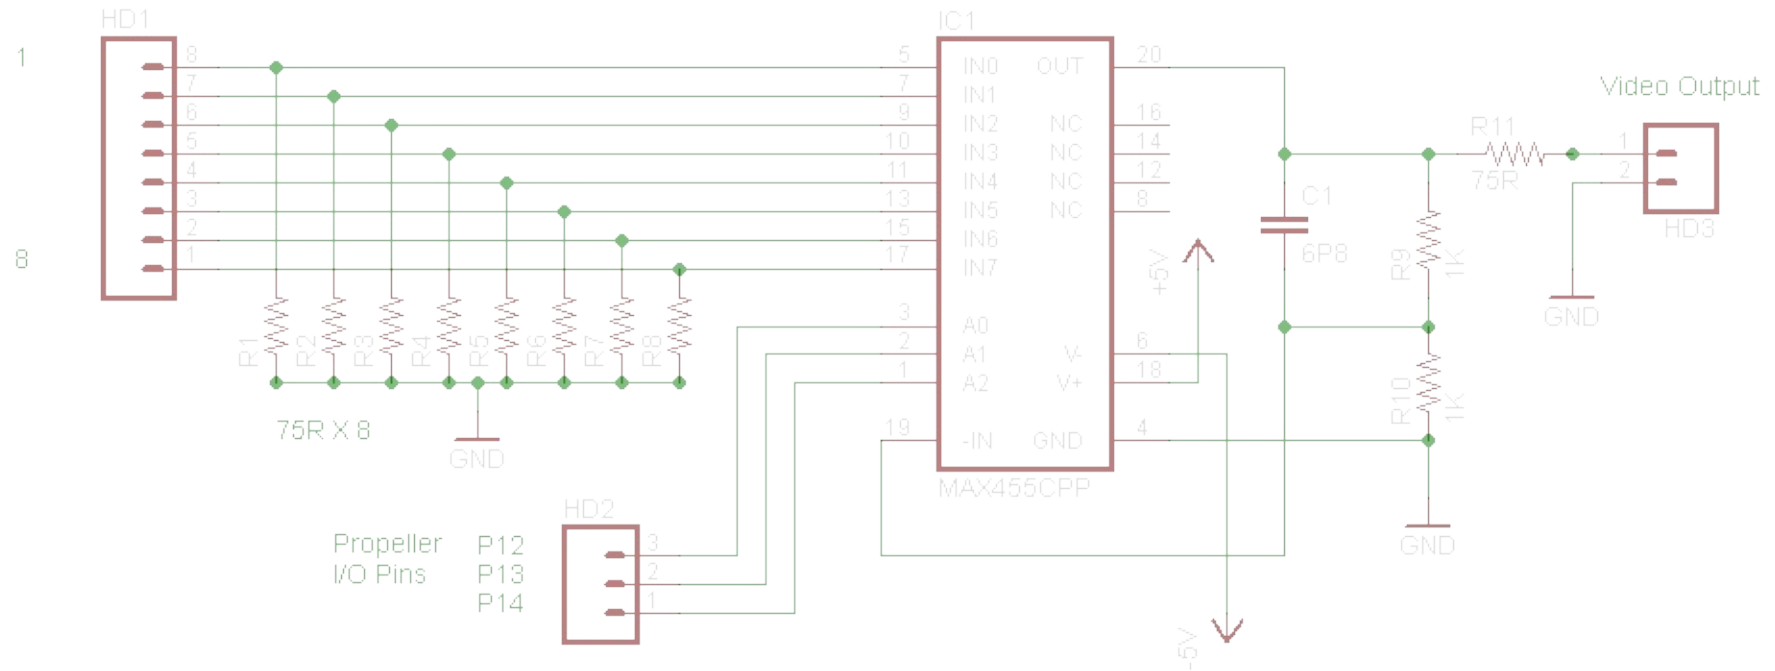 HD1
1
8
8
7
6
5
4
3
2
1
R1
R2
R3
R4
R5
R6
R7
R8
75R X 8
GND
IC1
5
7
9
10
11
13
15
17
3
2
1
19
IN0
IN1
IN2
IN3
IN4
IN5
IN6
IN7
A0
A1
A2
-IN
OUT
NC
NC
NC
NC
V-
V+
GND
20
16
14
12
8
6
18
4
MAX455CPP
+5V
-5V
C1
6P8
R9
1K
R10
1K
GND
R11
75R
Video Output
1
2
HD3
GND
HD2
3
2
1
Propeller P12
I/O Pins P13
P14